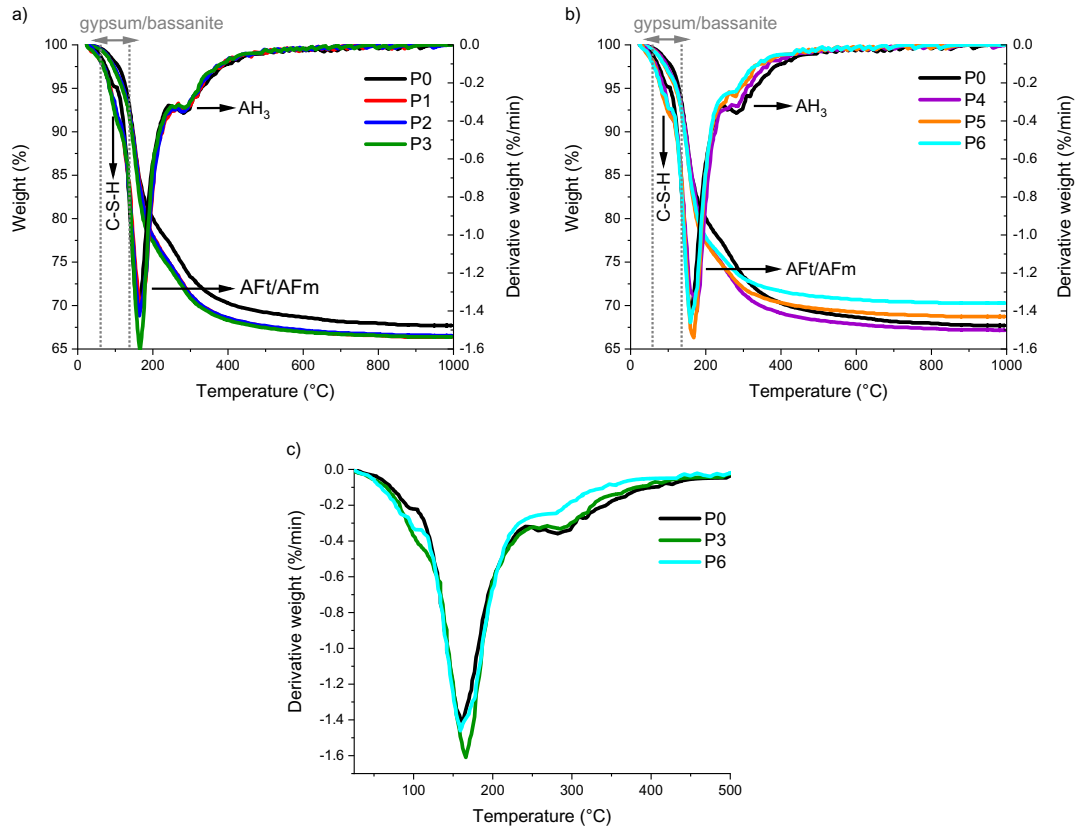 a)
gypsum/bassanite
100
95
90
85
80
75
70
65
Weight (%)
0.0
-0.2
-0.4
-0.6
-0.8
-1.0
-1.2
-1.4
-1.6
Derivative weight (%/min)
P0
P1
P2
P3
AH3
C-S-H
AFt/AFm
0
200
400
600
800
1000
Temperature (°C)
b)
gypsum/bassanite
100
95
90
85
80
75
70
65
Weight (%)
0.0
-0.2
-0.4
-0.6
-0.8
-1.0
-1.2
-1.4
-1.6
Derivative weight (%/min)
P0
P4
P5
P6
AH3
C-S-H
AFt/AFm
0
200
400
600
800
1000
Temperature (°C)
c)
0.0
-0.2
-0.4
-0.6
-0.8
-1.0
-1.2
-1.4
-1.6
Derivative weight (%/min)
P0
P3
P6
100
200
300
400
500
Temperature (°C)